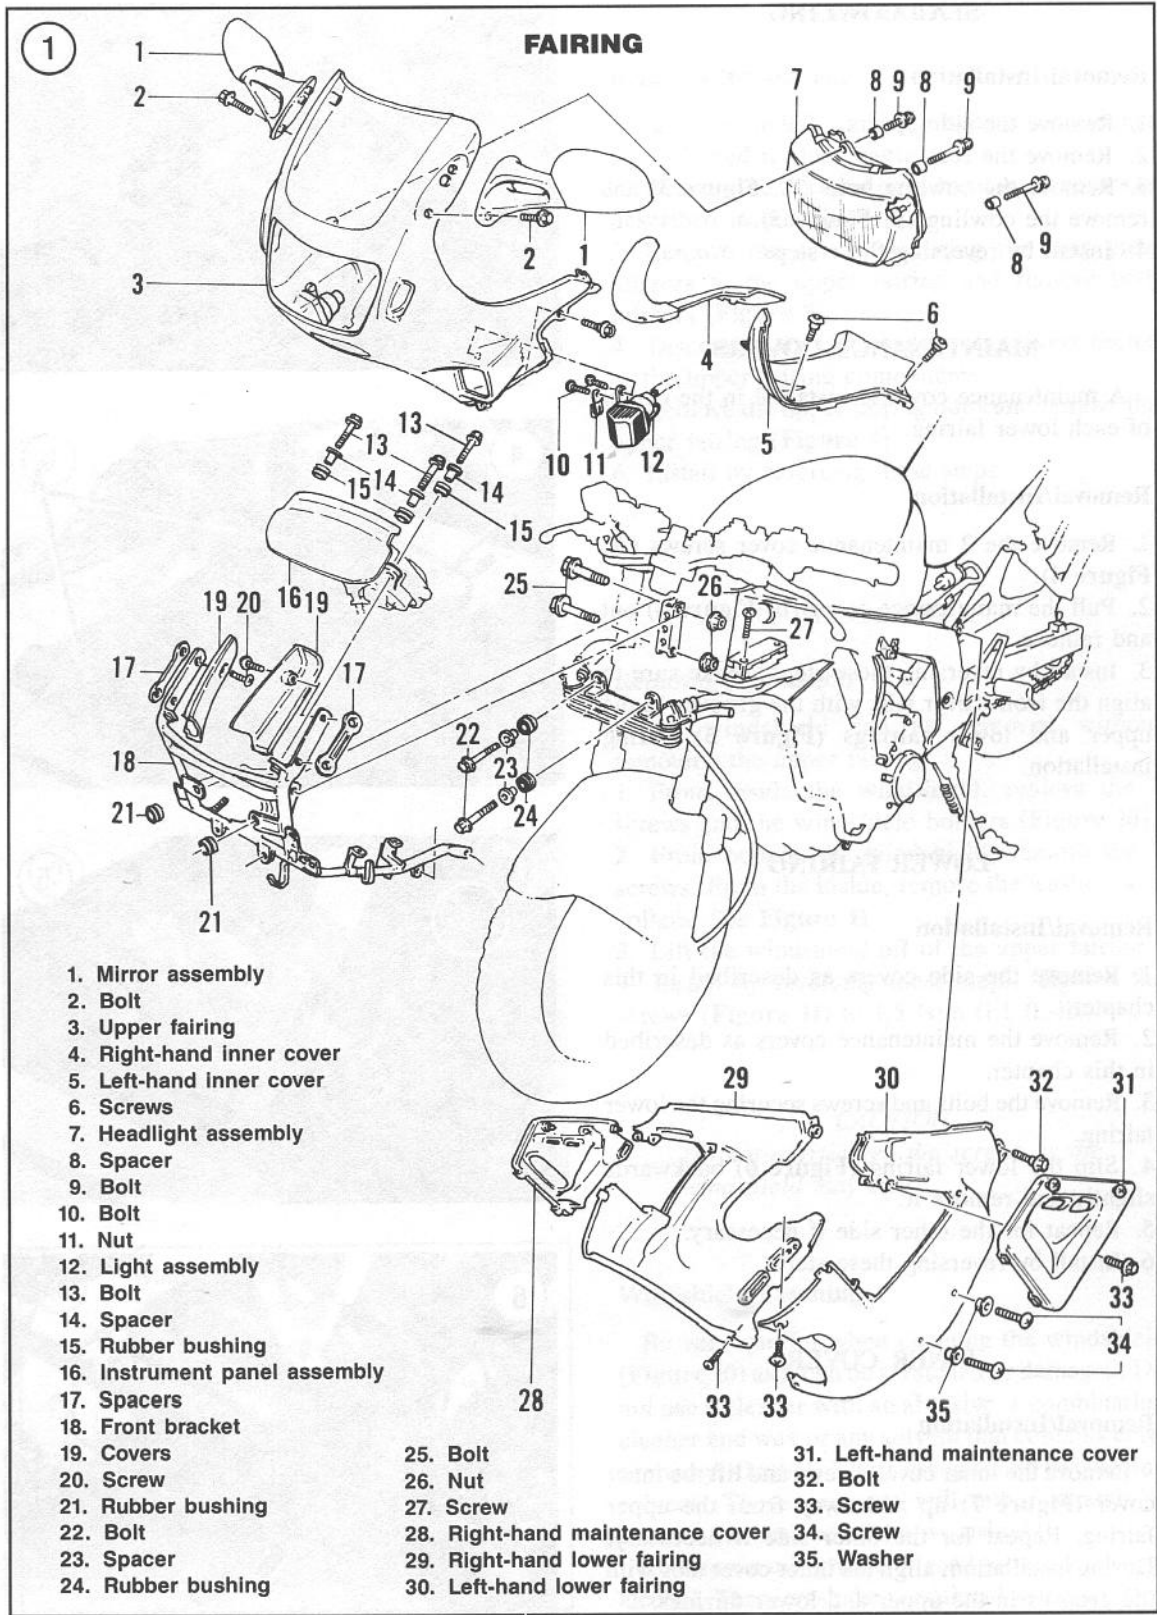 1
FAIRING
1
2
3
2
1
7
8
9
8
9
9
8
4
6
5
10
11
12
13
13
14
14
15
15
16
19
20
19
17
17
18
21
21
22
23
24
25
26
27
28
29
30
32
31
33
34
35
33
33
1. Mirror assembly
2. Bolt
3. Upper fairing
4. Right-hand inner cover
5. Left-hand inner cover
6. Screws
7. Headlight assembly
8. Spacer
9. Bolt
10. Bolt
11. Nut
12. Light assembly
13. Bolt
14. Spacer
15. Rubber bushing
16. Instrument panel assembly
17. Spacers
18. Front bracket
19. Covers
20. Screw
21. Rubber bushing
22. Bolt
23. Spacer
24. Rubber bushing
25. Bolt
26. Nut
27. Screw
28. Right-hand maintenance cover
29. Right-hand lower fairing
30. Left-hand lower fairing
31. Left-hand maintenance cover
32. Bolt
33. Screw
34. Screw
35. Washer